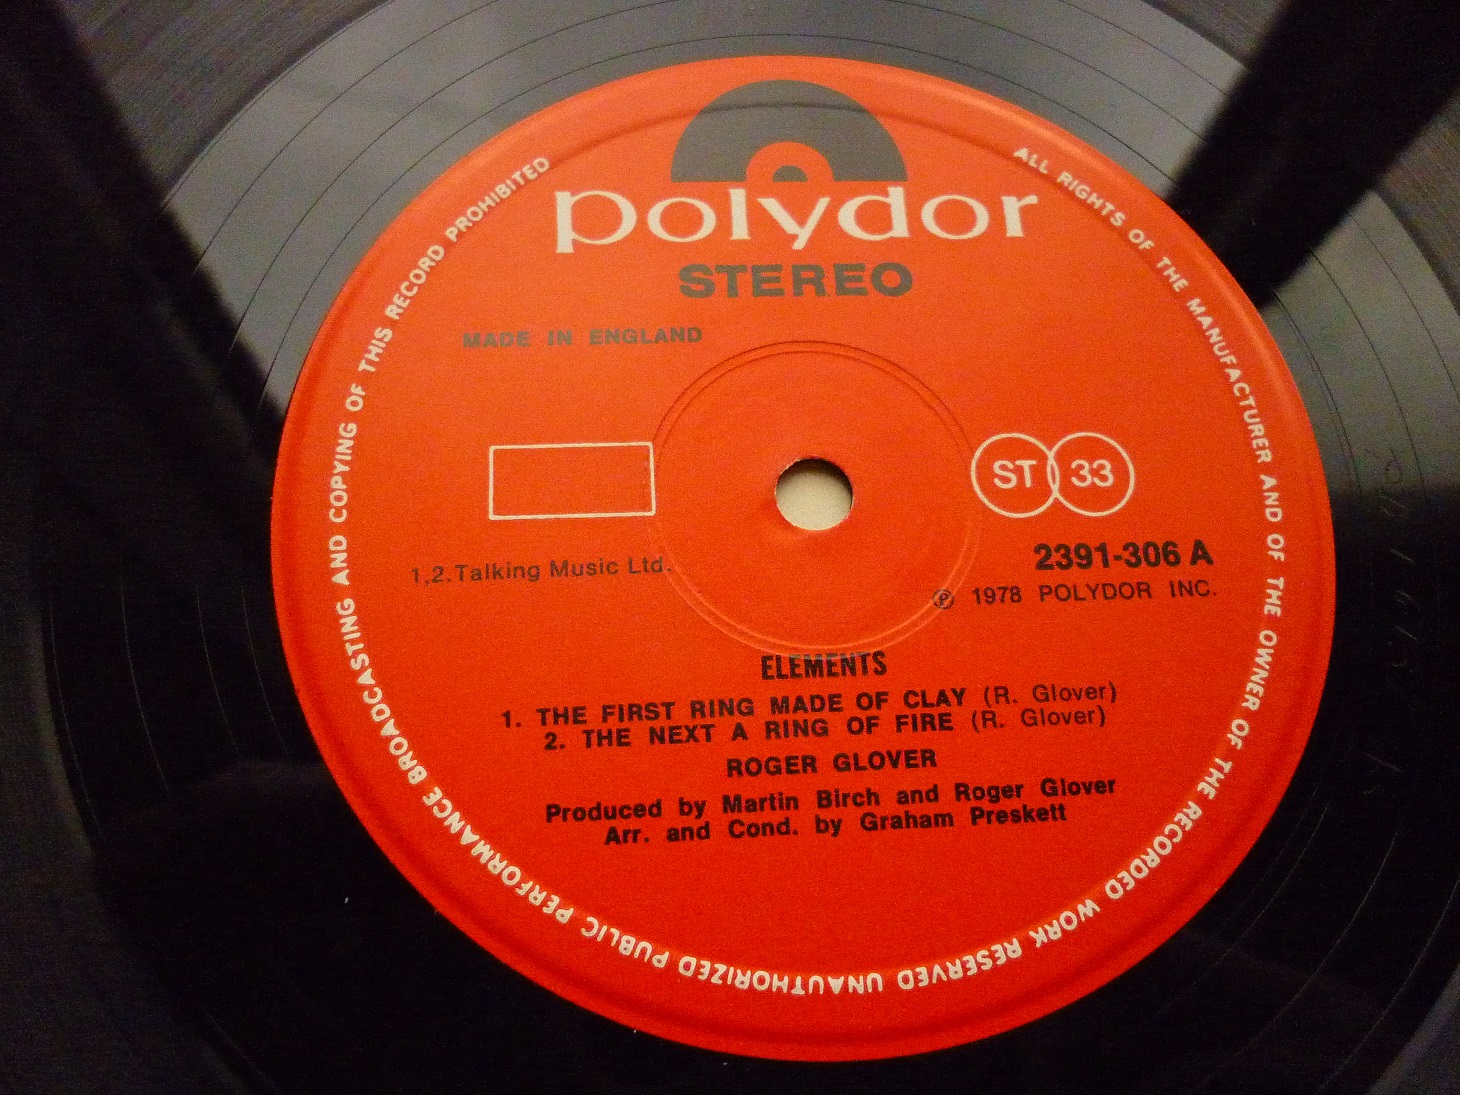 polydor
STEREO
MADE IN ENGLAND
ST 33
2391-306 A
1,2.Talking Music Ltd.
℗ 1978 POLYDOR INC.
ELEMENTS
1. THE FIRST RING MADE OF CLAY (R. Glover)
2. THE NEXT A RING OF FIRE (R. Glover)
ROGER GLOVER
Produced by Martin Birch and Roger Glover
Arr. and Cond. by Graham Preskett
ALL RIGHTS OF THE MANUFACTURER AND OF THE OWNER OF THE RECORDED WORK RESERVED UNAUTHORIZED PUBLIC PERFORMANCE BROADCASTING AND COPYING OF THIS RECORD PROHIBITED